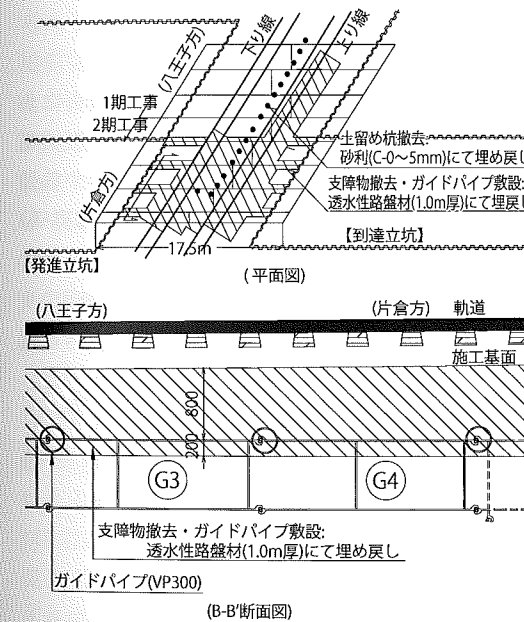 (八王子方)
下り線
上り線
1期工事
2期工事
(片倉方)
土留め杭撤去:
砂利(C-0～5mm)にて埋め戻し
支障物撤去・ガイドパイプ敷設:
透水性路盤材(1.0m厚)にて埋戻し
17.5m
【到達立坑】
【発進立坑】
(平面図)
(八王子方)
(片倉方)
軌道
施工基面
800
200
G3
G4
支障物撤去・ガイドパイプ敷設:
透水性路盤材(1.0m厚)にて埋め戻し
ガイドパイプ(VP300)
(B-B'断面図)